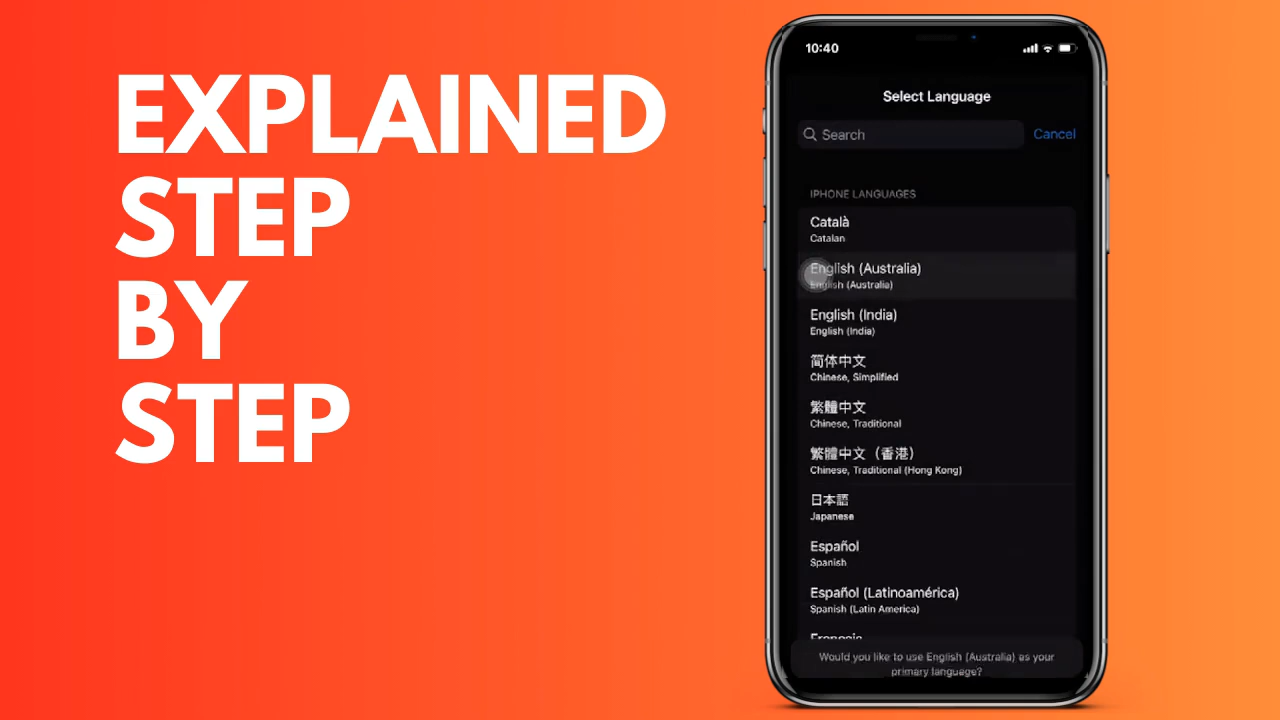 EXPLAINED
STEP
BY
STEP
10:40
Select Language
Search
Cancel
IPHONE LANGUAGES
Català
Catalan
English (Australia)
English (Australia)
English (India)
English (India)
简体中文
Chinese, Simplified
繁體中文
Chinese, Traditional
繁體中文（香港）
Chinese, Traditional (Hong Kong)
日本語
Japanese
Español
Spanish
Español (Latinoamérica)
Spanish (Latin America)
Français
Would you like to use English (Australia) as your
primary language?